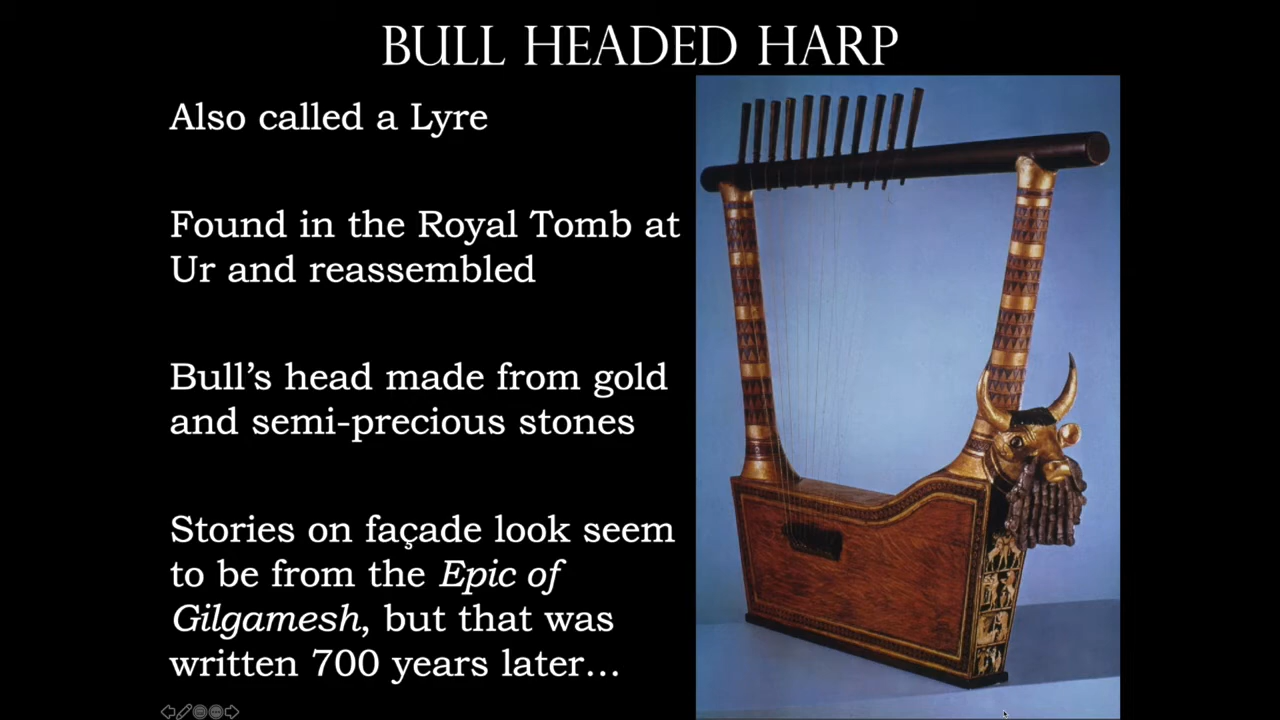 BULL HEADED HARP
Also called a Lyre
Found in the Royal Tomb at
Ur and reassembled
Bull’s head made from gold
and semi-precious stones
Stories on façade look seem
to be from the Epic of
Gilgamesh, but that was
written 700 years later…